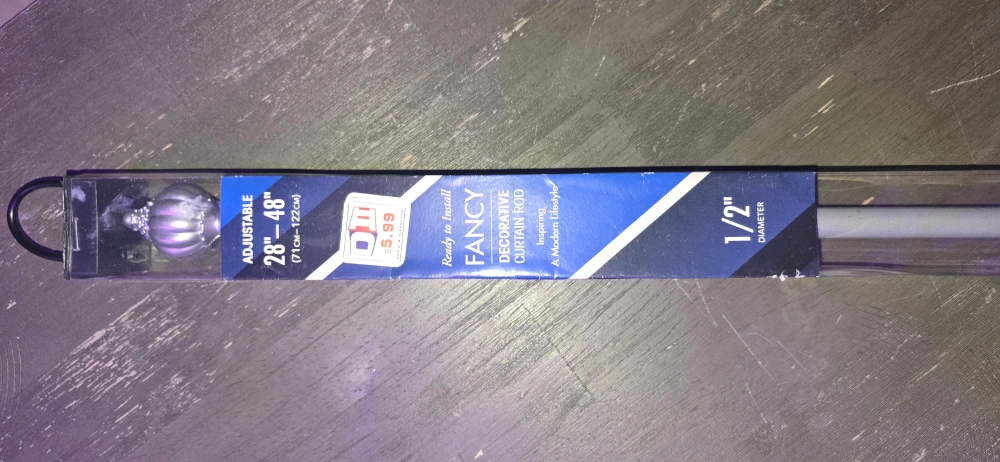 ADJUSTABLE
28" – 48"
(71CM–122CM)
$5.99
Ready to Install
FANCY
DECORATIVE
CURTAIN ROD
Inspiring
A Modern Lifestyle
1/2"
DIAMETER